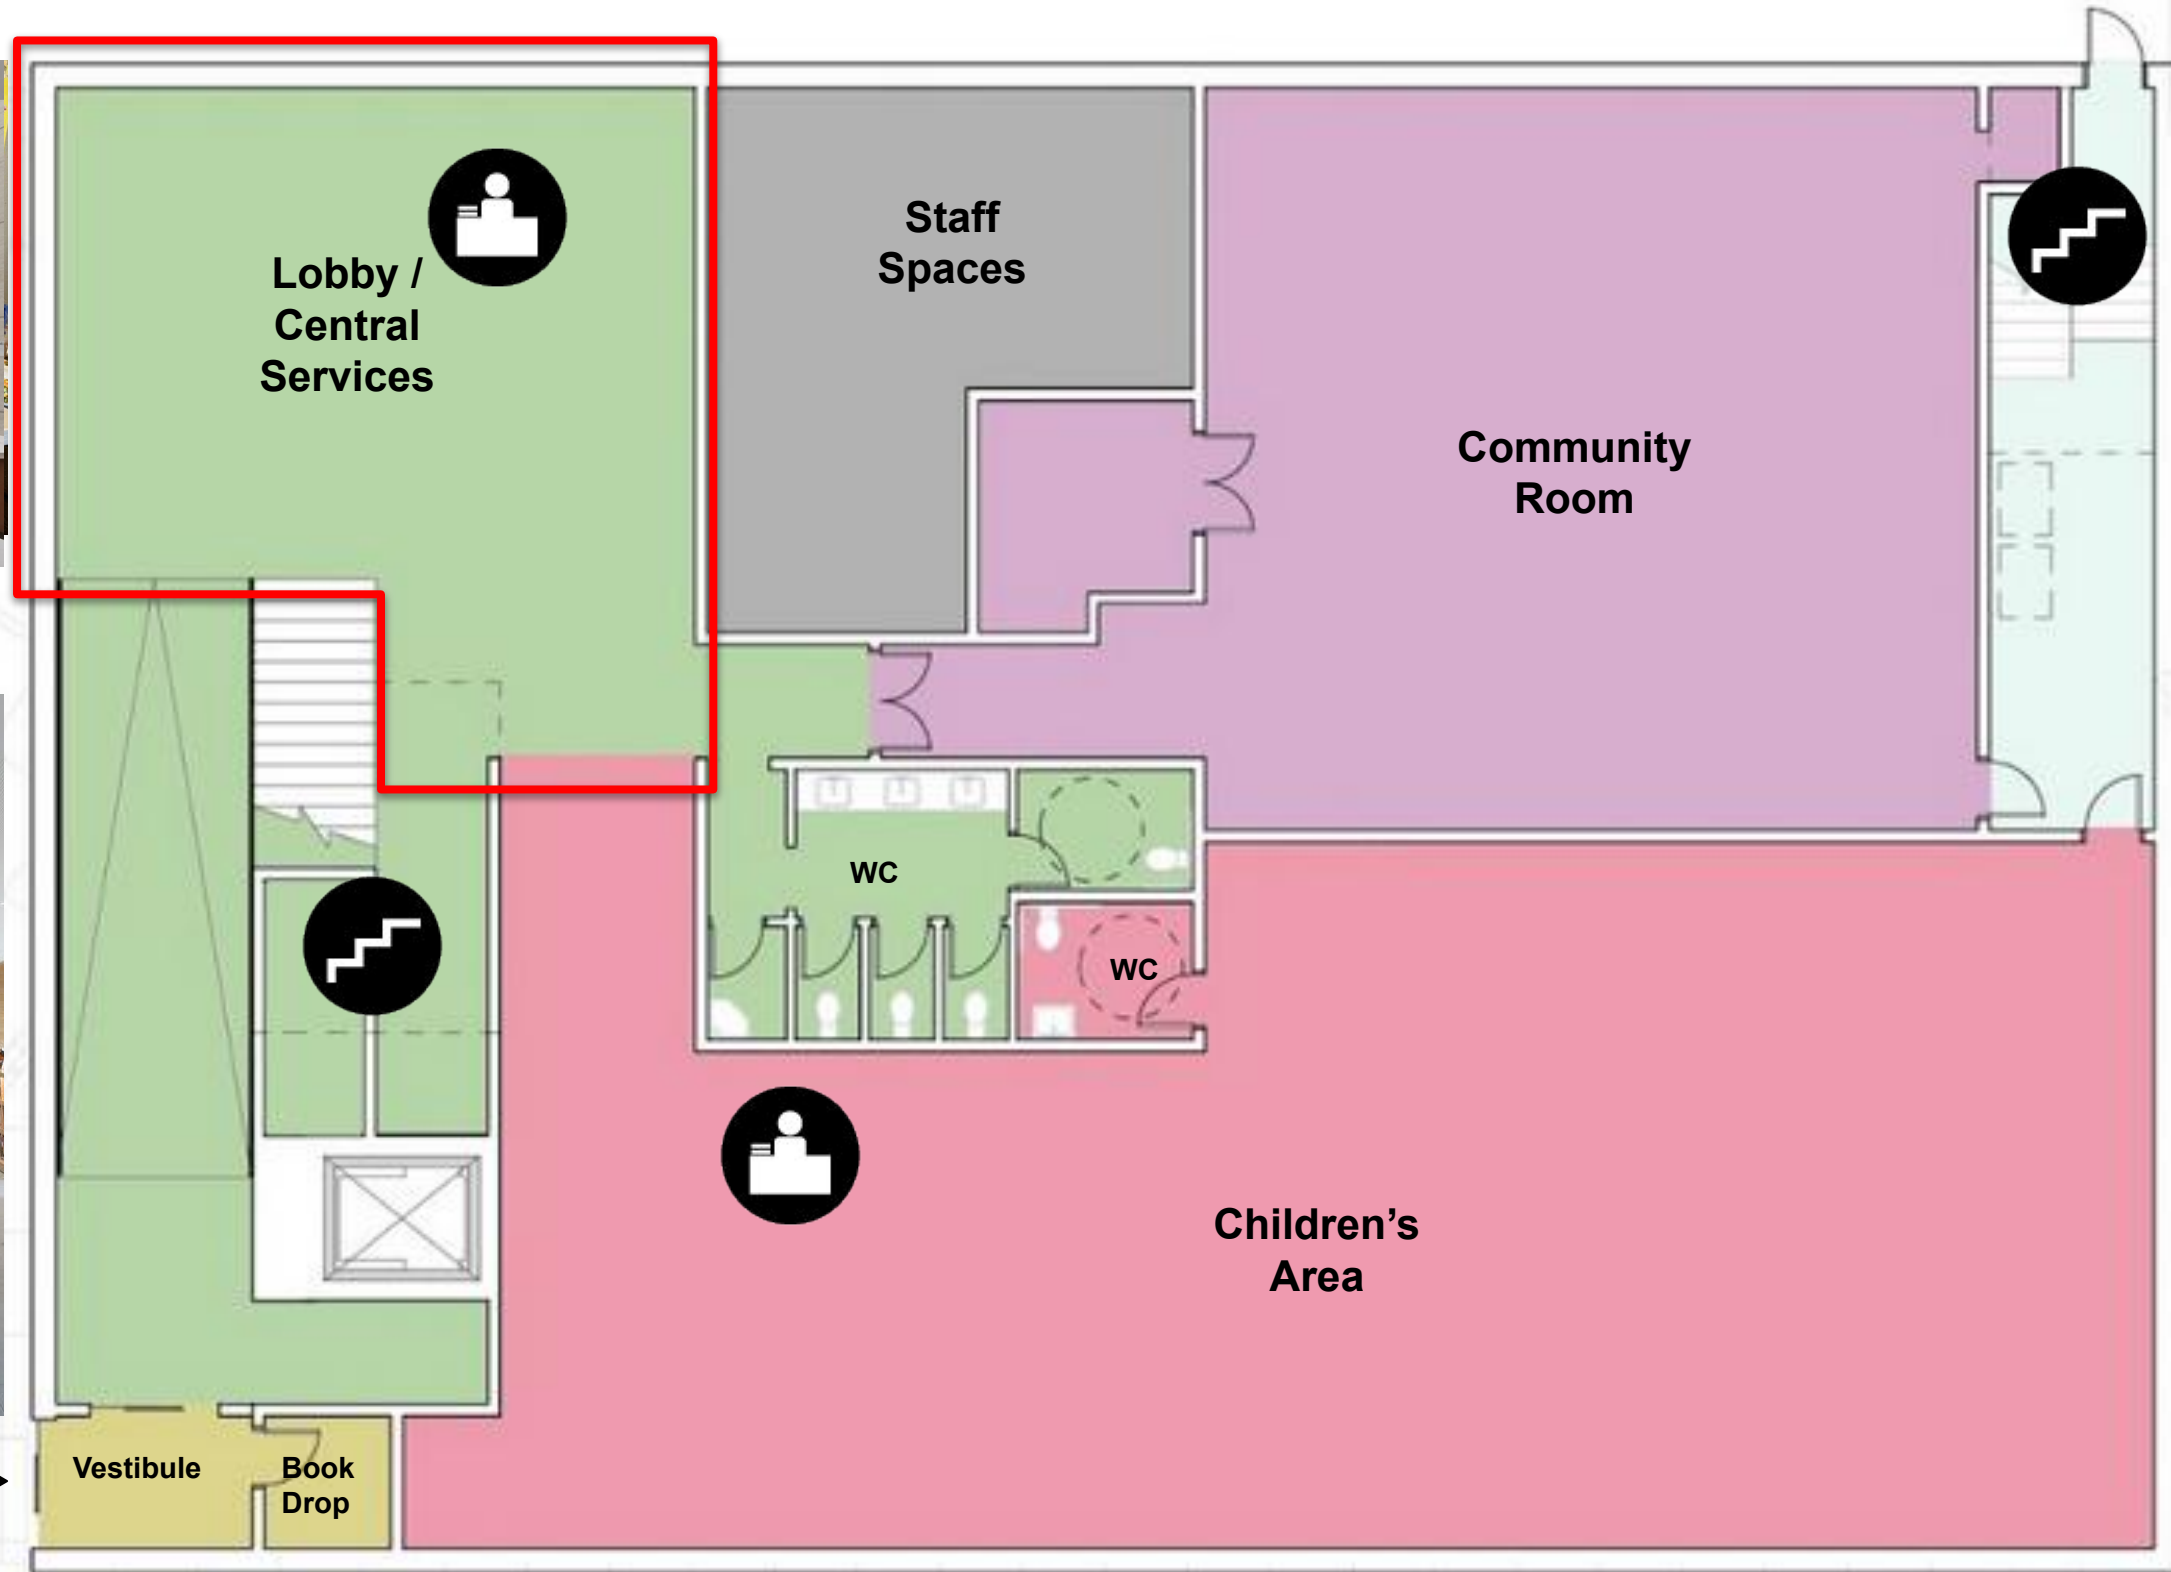 Lobby /
Central
Services
Staff
Spaces
Community
Room
WC
WC
Children’s
Area
Vestibule
Book
Drop